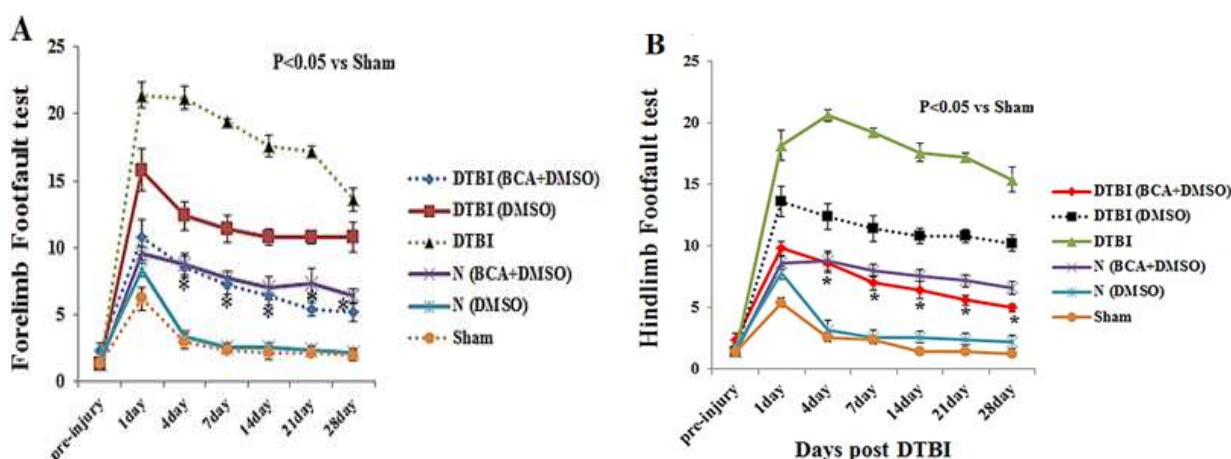 A
P<0.05 vs Sham
Forelimb Footfault test
25
20
15
10
5
0
pre-injury
1day
4day
7day
14day
21day
28day
*
*
*
*
*
DTBI (BCA+DMSO)
DTBI (DMSO)
DTBI
N (BCA+DMSO)
N (DMSO)
Sham
B
P<0.05 vs Sham
Hindlimb Footfault test
25
20
15
10
5
0
pre-injury
1day
4day
7day
14day
21day
28day
*
*
*
*
*
Days post DTBI
DTBI (BCA+DMSO)
DTBI (DMSO)
DTBI
N (BCA+DMSO)
N (DMSO)
Sham